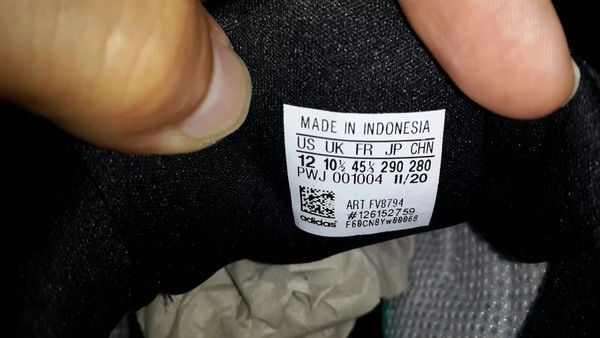 MADE IN INDONESIA
US UK FR JP CHN
12 10½ 45⅓ 290 280
PWJ 001004 11/20
ART FV8794
#126152759
adidas F60CN8Yw00068